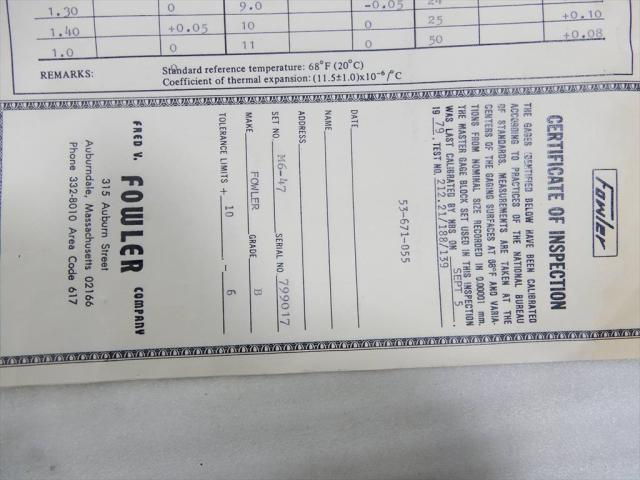 1.30 0 9.0 -0.05 24
1.40 +0.05 10 0 25 +0.10
1.0 0 11 0 50 +0.08
REMARKS: Standard reference temperature: 68°F (20°C)
Coefficient of thermal expansion: (11.5±1.0)x10⁻⁶/°C
Fowler
CERTIFICATE OF INSPECTION
THE GAGES IDENTIFIED BELOW HAVE BEEN CALIBRATED
ACCORDING TO PRACTICES OF THE NATIONAL BUREAU
OF STANDARDS. MEASUREMENTS ARE TAKEN AT THE
CENTERS OF THE GAGING SURFACES AT 68°F AND VARIA-
TIONS FROM NOMINAL SIZE RECORDED IN 0.00001 mm.
THE MASTER GAGE BLOCK SET USED IN THIS INSPECTION
WAS LAST CALIBRATED BY NBS ON SEPT 5,
19 79, TEST NO. 212.21/188/139
53-671-055
DATE
NAME
ADDRESS
SET NO M6-47 SERIAL NO 799017
MAKE FOWLER GRADE B
TOLERANCE LIMITS + 10 - 6
FRED V. FOWLER COMPANY
315 Auburn Street
Auburndale, Massachusetts 02166
Phone 332-8010 Area Code 617